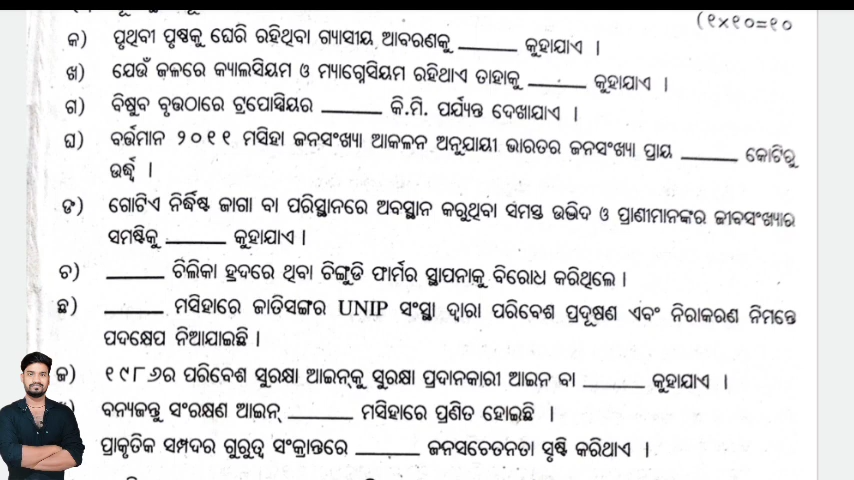 (୧×୧୦=୧୦
କ) ପୃଥିବୀ ପୃଷ୍ଠକୁ ଘେରି ରହିଥିବା ଗ୍ୟାସୀୟ ଆବରଣକୁ ______ କୁହାଯାଏ ।
ଖ) ଯେଉଁ ଜଳରେ କ୍ୟାଲସିୟମ ଓ ମ୍ୟାଗ୍ନେସିୟମ ରହିଥାଏ ତାହାକୁ ______ କୁହାଯାଏ ।
ଗ) ବିଷୁବ ବୃତ୍ତଠାରେ ଟ୍ରପୋସ୍ପିୟର ______ କି.ମି. ପର୍ଯ୍ୟନ୍ତ ଦେଖାଯାଏ ।
ଘ) ବର୍ତ୍ତମାନ ୨୦୧୧ ମସିହା ଜନସଂଖ୍ୟା ଆକଳନ ଅନୁଯାୟୀ ଭାରତର ଜନସଂଖ୍ୟା ପ୍ରାୟ ______ କୋଟିରୁ
ଉର୍ଦ୍ଧ୍ୱ ।
ଙ) ଗୋଟିଏ ନିର୍ଦ୍ଧିଷ୍ଟ ଜାଗା ବା ପରିସ୍ଥାନରେ ଅବସ୍ଥାନ କରୁଥିବା ସମସ୍ତ ଉଦ୍ଭିଦ ଓ ପ୍ରାଣୀମାନଙ୍କର ଜୀବସଂଖ୍ୟାର
ସମଷ୍ଟିକୁ ______ କୁହାଯାଏ ।
ଚ) ______ ଚିଲିକା ହ୍ରଦରେ ଥିବା ଚିଙ୍ଗୁଡି ଫାର୍ମର ସ୍ଥାପନାକୁ ବିରୋଧ କରିଥିଲେ ।
ଛ) ______ ମସିହାରେ ଜାତିସଙ୍ଗର UNIP ସଂସ୍ଥା ଦ୍ୱାରା ପରିବେଶ ପ୍ରଦୂଷଣ ଏବଂ ନିରାକରଣ ନିମନ୍ତେ
ପଦକ୍ଷେପ ନିଆଯାଇଛି ।
ଜ) ୧୯୮୬ର ପରିବେଶ ସୁରକ୍ଷା ଆଇନ୍‌କୁ ସୁରକ୍ଷା ପ୍ରଦାନକାରୀ ଆଇନ ବା ______ କୁହାଯାଏ ।
ବନ୍ୟଜନ୍ତୁ ସଂରକ୍ଷଣ ଆଇନ୍ ______ ମସିହାରେ ପ୍ରଣିତ ହୋଇଛି ।
ପ୍ରାକୃତିକ ସମ୍ପଦର ଗୁରୁତ୍ୱ ସଂକ୍ରାନ୍ତରେ ______ ଜନସଚେତନତା ସୃଷ୍ଟି କରିଥାଏ ।